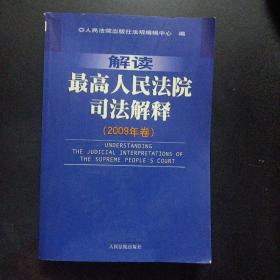 人民法院出版社法规编辑中心 编
解读
最高人民法院
司法解释
(2009年卷)
UNDERSTANDING
THE JUDICIAL INTERPRETATIONS OF
THE SUPREME PEOPLE'S COURT
人民法院出版社